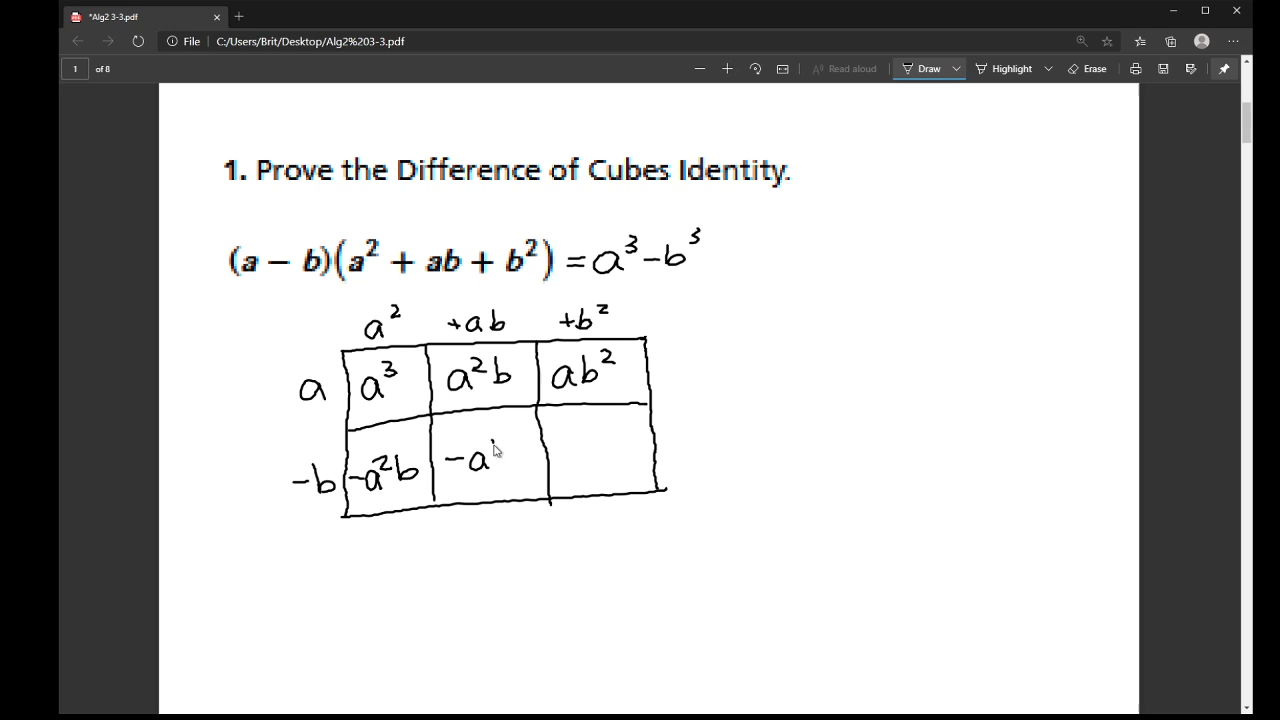 *Alg2 3-3.pdf
File C:/Users/Brit/Desktop/Alg2%203-3.pdf
1 of 8 Read aloud Draw Highlight Erase
1. Prove the Difference of Cubes Identity.
(a − b)(a² + ab + b²) = a³ − b³
a² +ab +b²
a a³ a²b ab²
−b −a²b −a